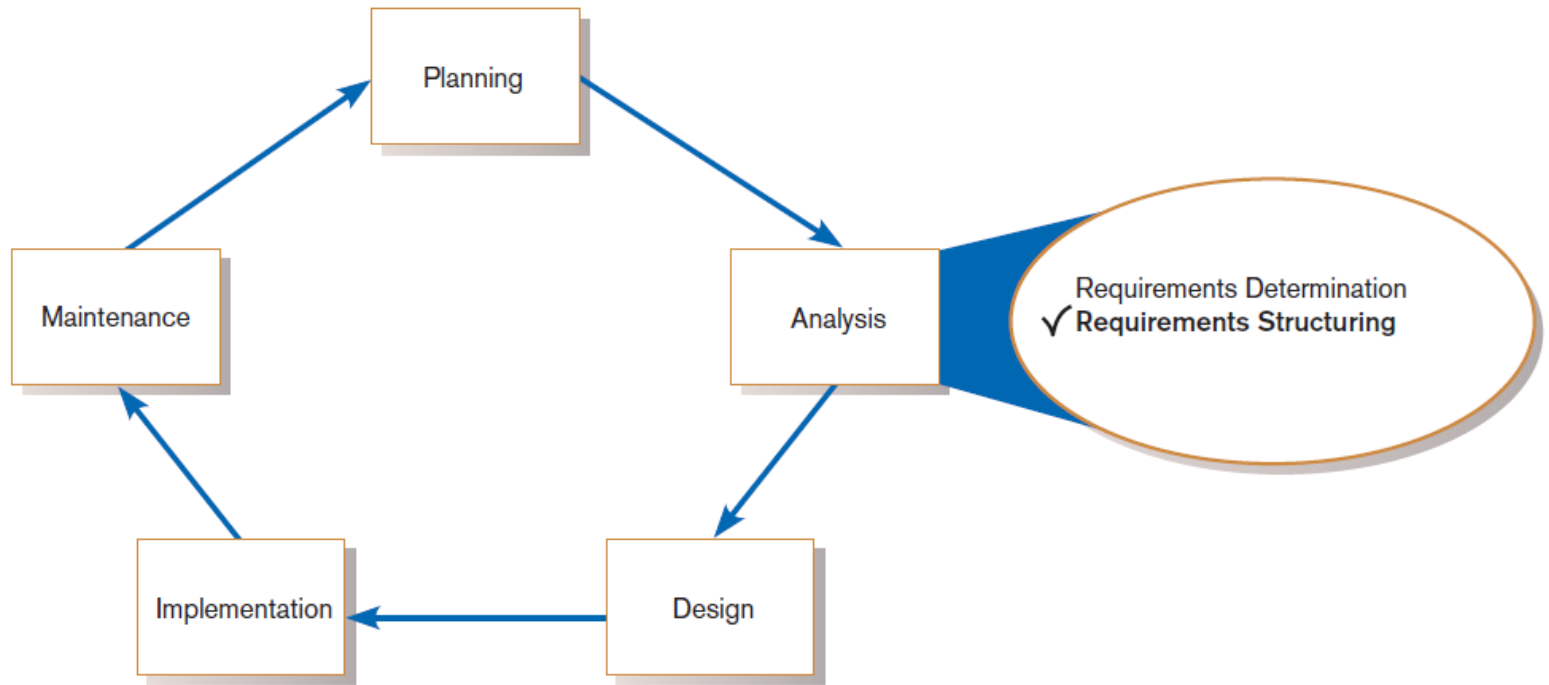 Planning
Maintenance
Analysis
Requirements Determination
✓Requirements Structuring
Implementation
Design